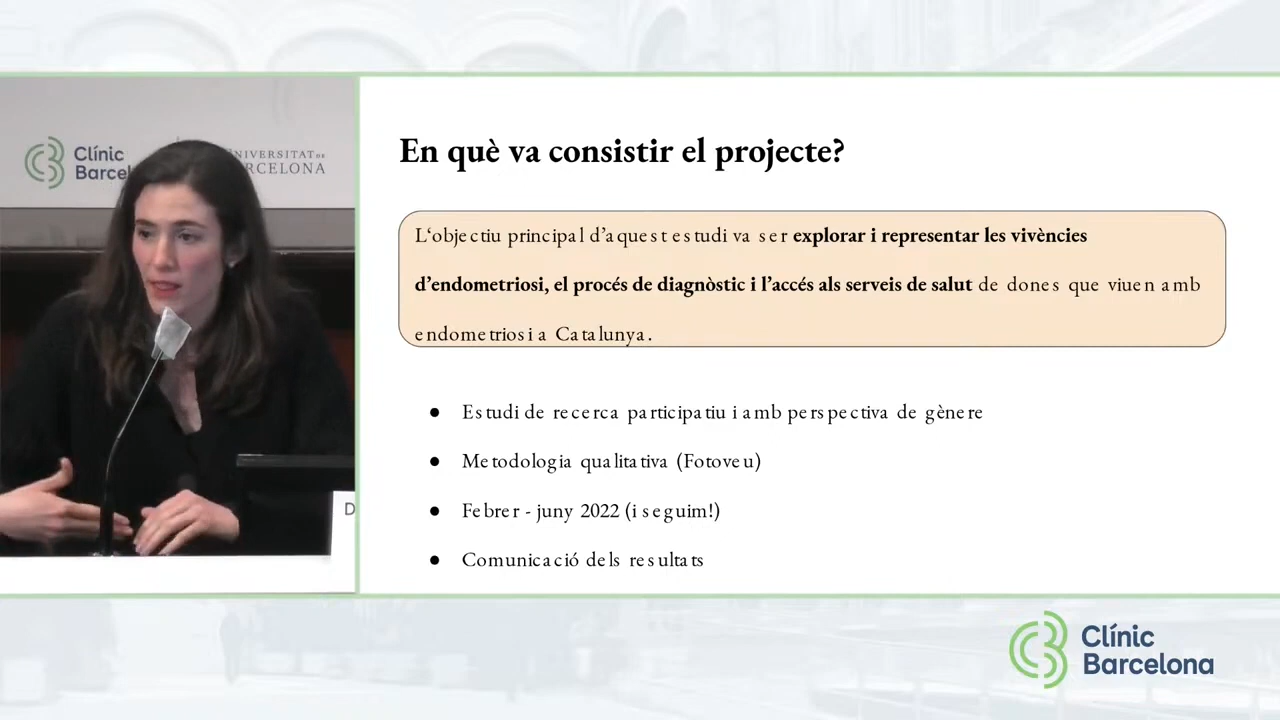 Clínic
UNIVERSITAT DE
BARCELONA
En què va consistir el projecte?
L‘objectiu principal d’aquest estudi va ser explorar i representar les vivències
d’endometriosi, el procés de diagnòstic i l’accés als serveis de salut de dones que viuen amb
endometriosi a Catalunya.
● Estudi de recerca participatiu i amb perspectiva de gènere
● Metodologia qualitativa (Fotoveu)
● Febrer - juny 2022 (i seguim!)
● Comunicació dels resultats
D
Clínic
Barcelona